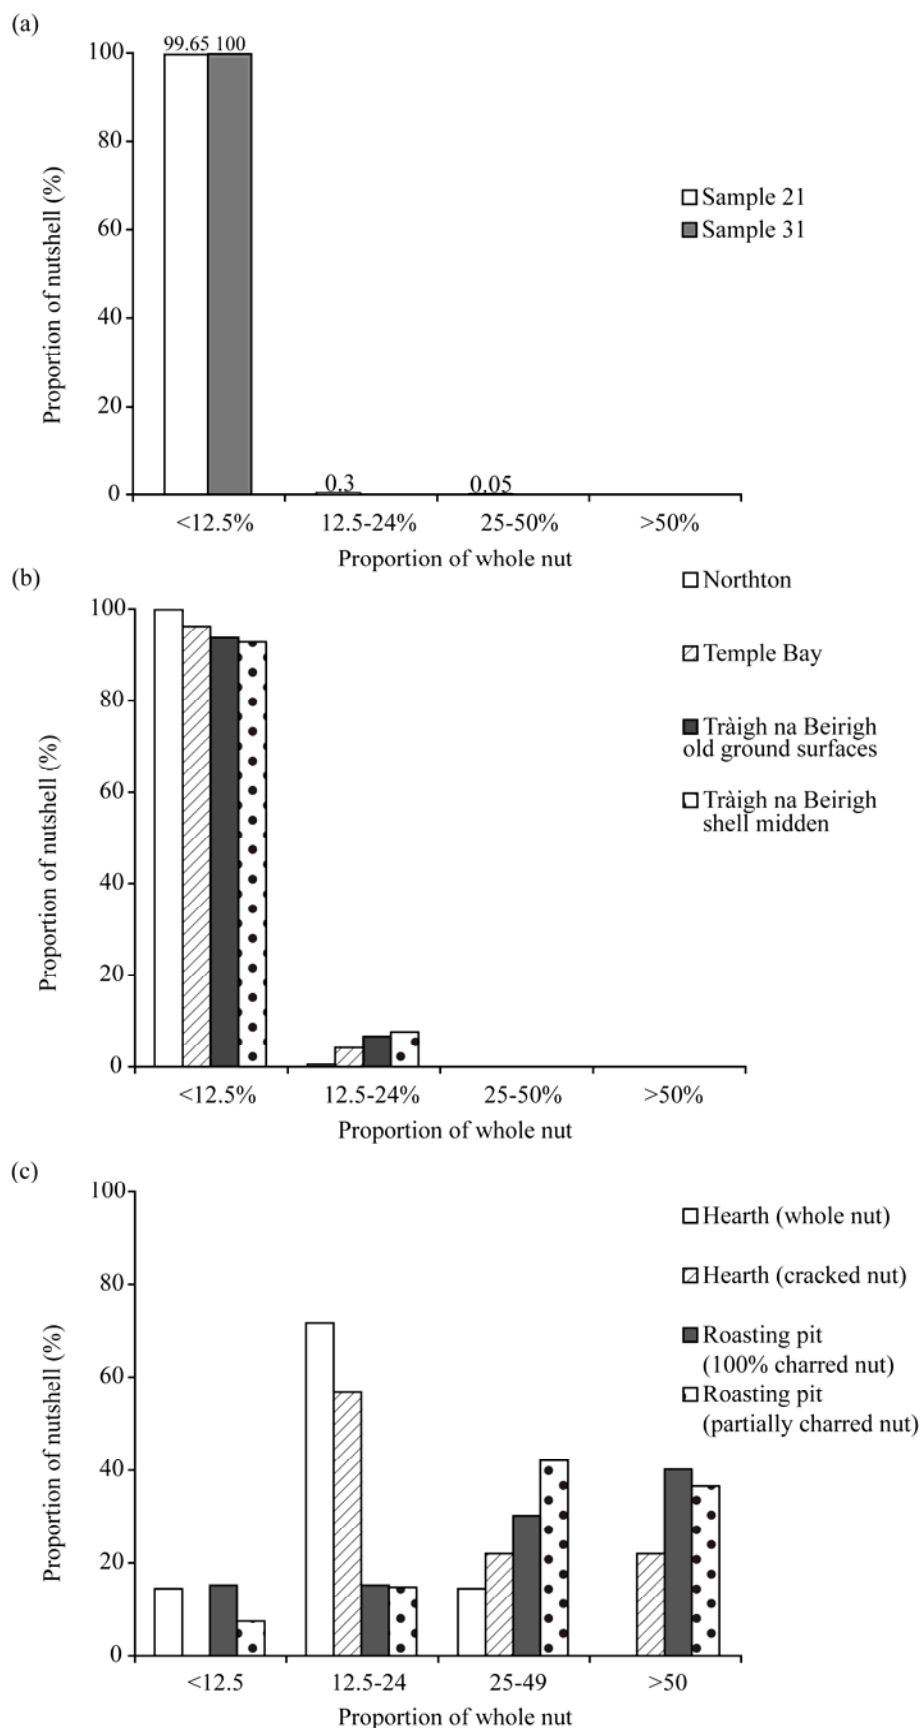 (a)
99.65 100
100
80
60
40
20
0
Proportion of nutshell (%)
0.3
0.05
<12.5%
12.5-24%
25-50%
>50%
Proportion of whole nut
Sample 21
Sample 31
(b)
100
80
60
40
20
0
Proportion of nutshell (%)
<12.5%
12.5-24%
25-50%
>50%
Proportion of whole nut
Northton
Temple Bay
Tràigh na Beirigh
old ground surfaces
Tràigh na Beirigh
shell midden
(c)
100
80
60
40
20
0
Proportion of nutshell (%)
<12.5
12.5-24
25-49
>50
Proportion of whole nut
Hearth (whole nut)
Hearth (cracked nut)
Roasting pit
(100% charred nut)
Roasting pit
(partially charred nut)